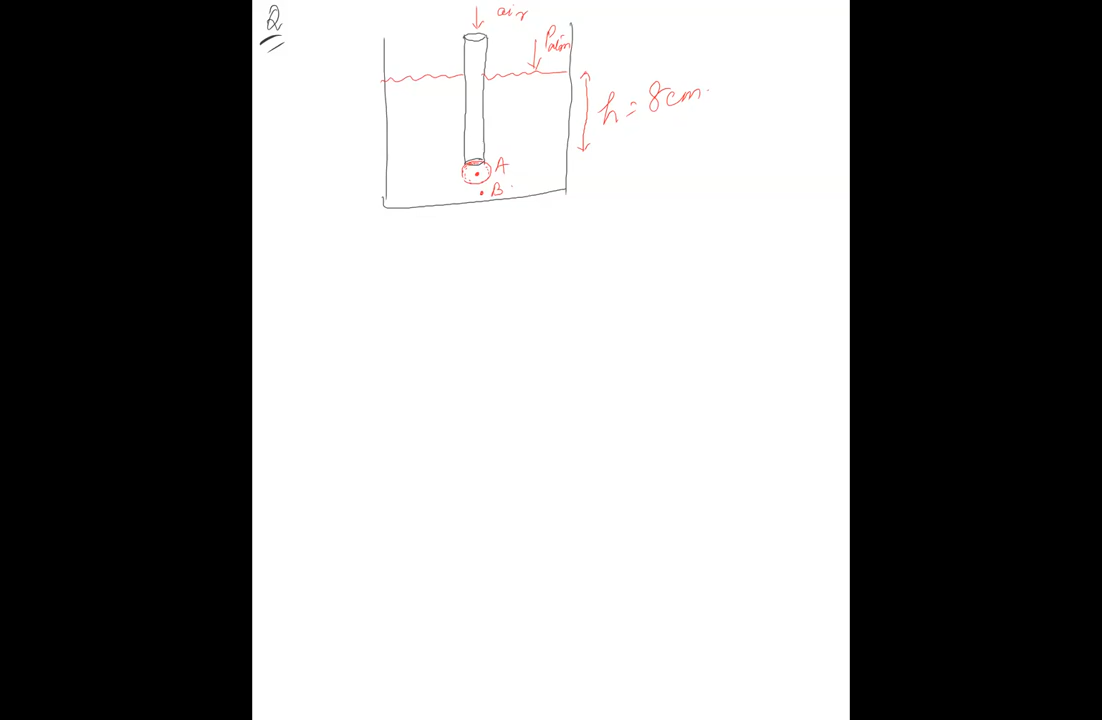 Q
air
Patm
h = 8cm.
A
B